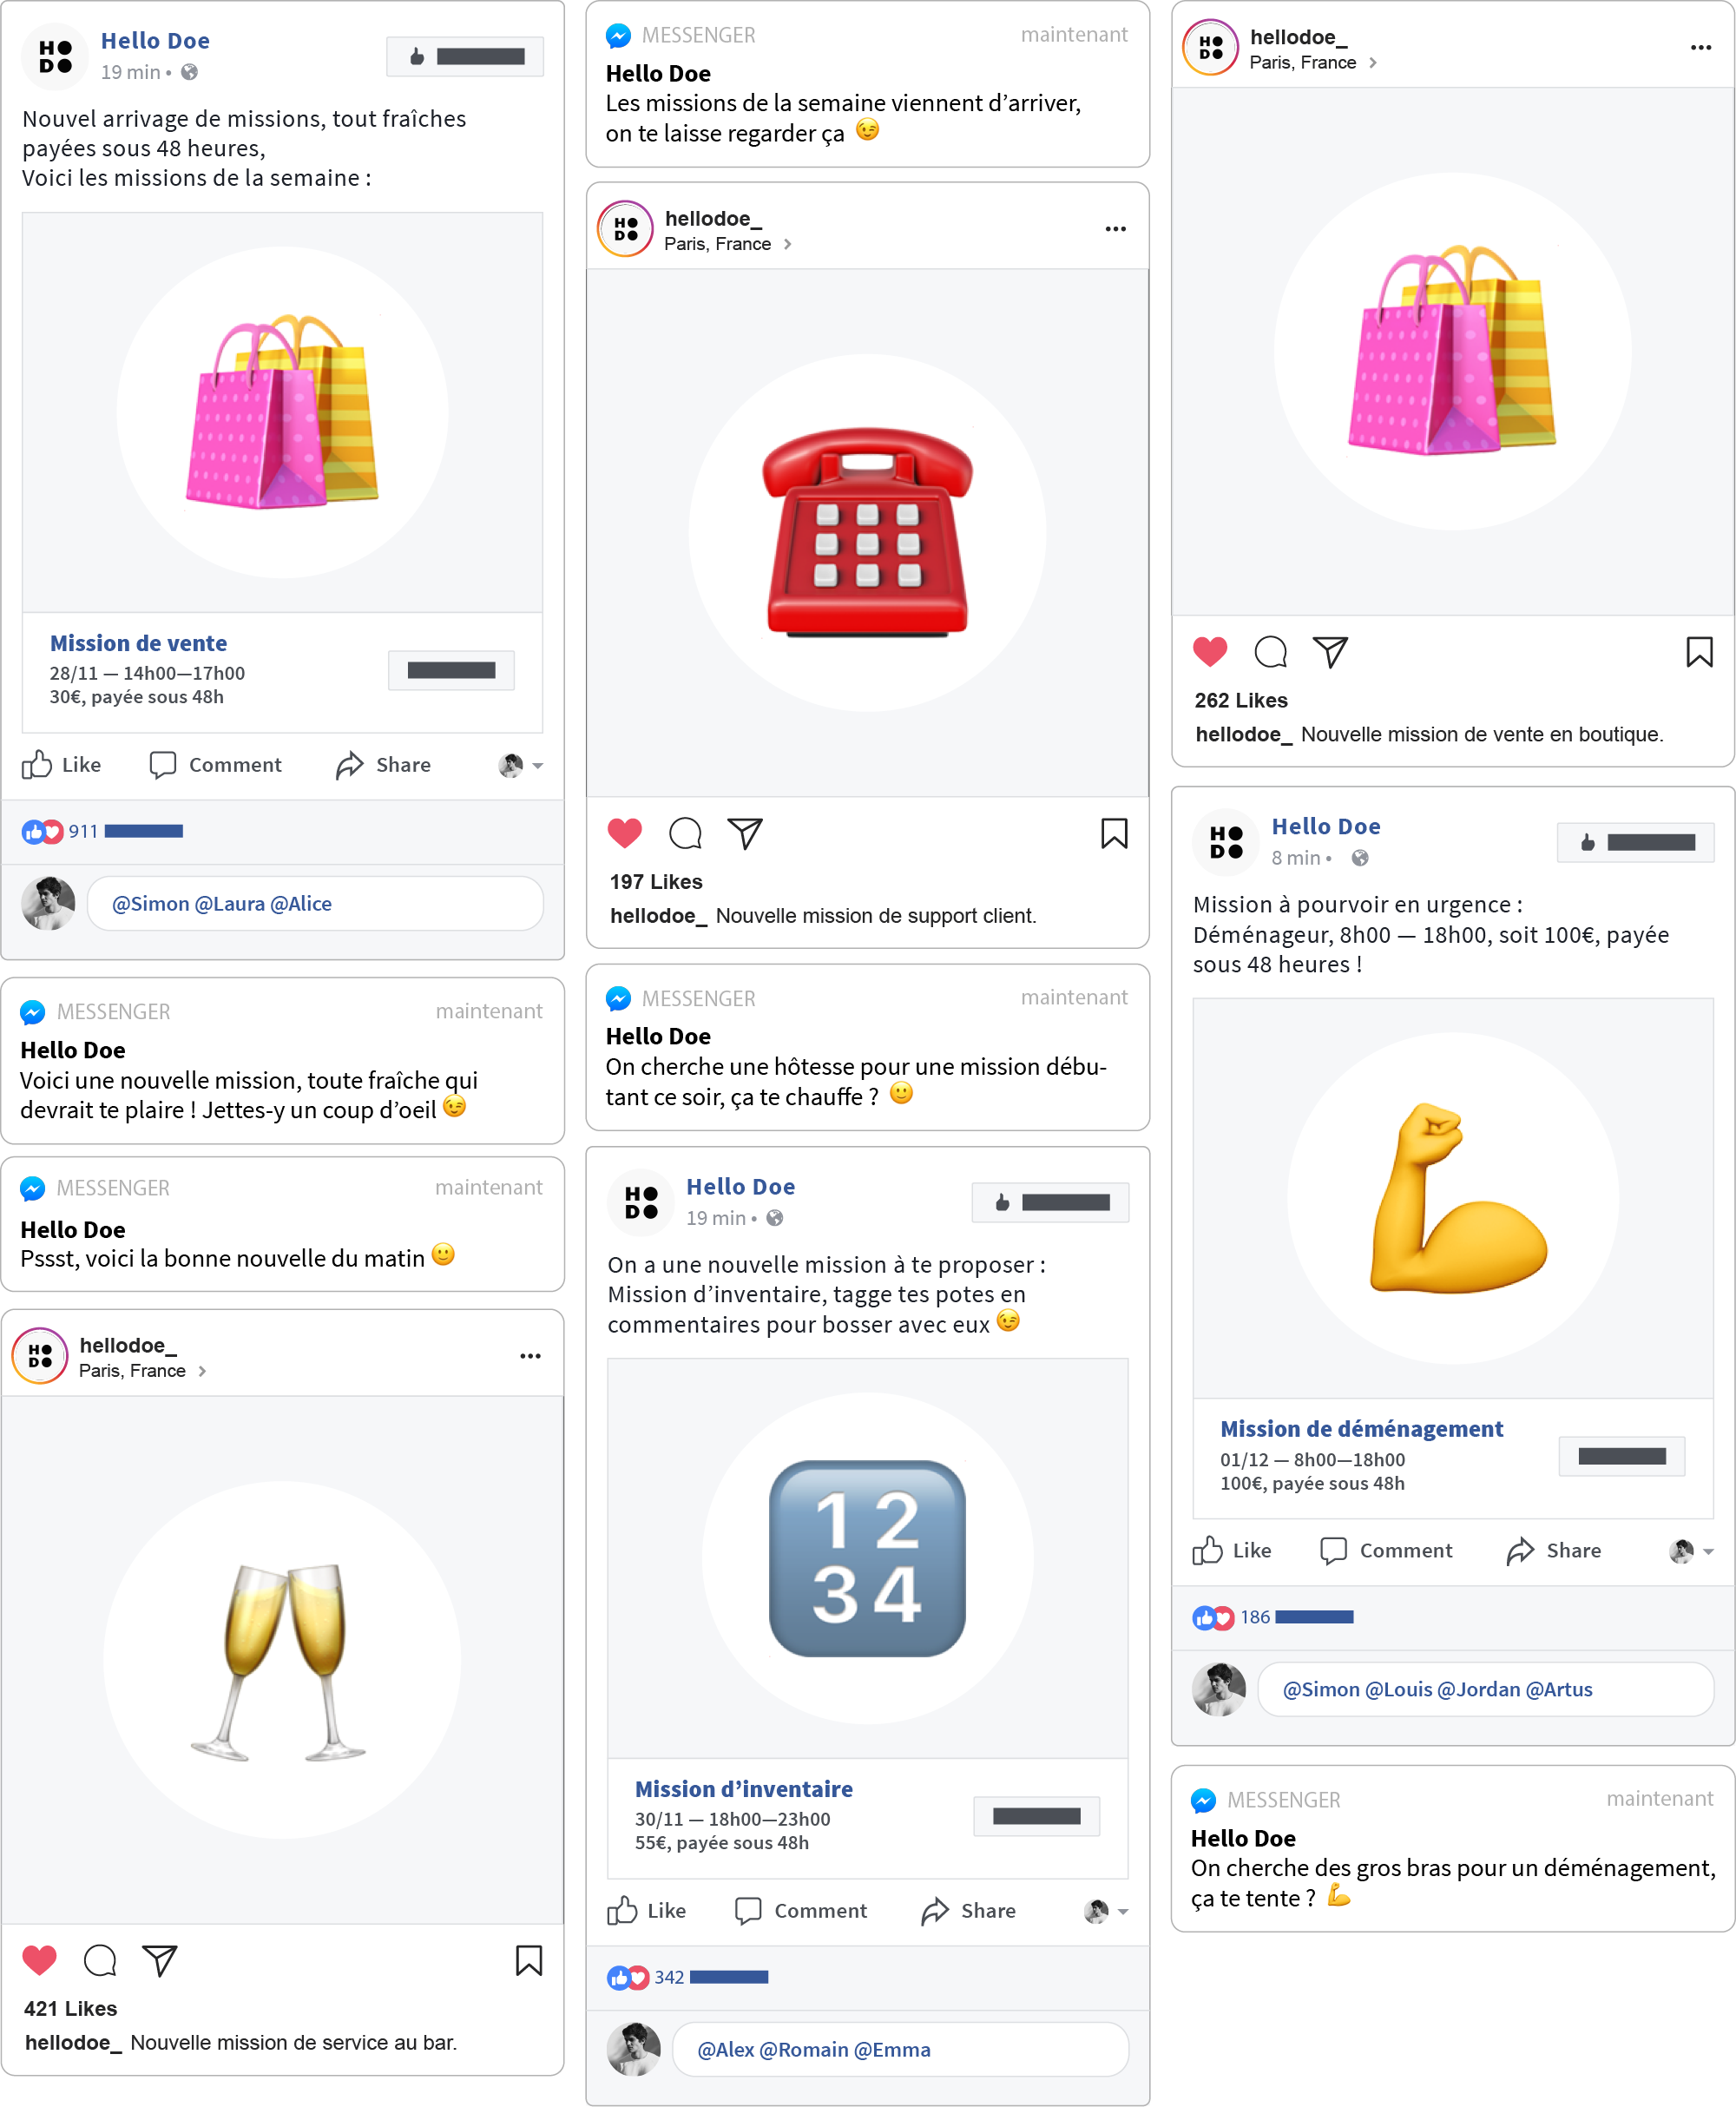 HO
DO
Hello Doe
19 min •
Nouvel arrivage de missions, tout fraîches
payées sous 48 heures,
Voici les missions de la semaine :
Mission de vente
28/11 — 14h00—17h00
30€, payée sous 48h
Like Comment Share
911
@Simon @Laura @Alice
MESSENGER maintenant
Hello Doe
Voici une nouvelle mission, toute fraîche qui
devrait te plaire ! Jettes-y un coup d’oeil 😉
MESSENGER maintenant
Hello Doe
Pssst, voici la bonne nouvelle du matin 🙂
HO
DO
hellodoe_
Paris, France >
421 Likes
hellodoe_ Nouvelle mission de service au bar.
MESSENGER maintenant
Hello Doe
Les missions de la semaine viennent d’arriver,
on te laisse regarder ça 😉
HO
DO
hellodoe_
Paris, France >
197 Likes
hellodoe_ Nouvelle mission de support client.
MESSENGER maintenant
Hello Doe
On cherche une hôtesse pour une mission débu-
tant ce soir, ça te chauffe ? 🙂
HO
DO
Hello Doe
19 min •
On a une nouvelle mission à te proposer :
Mission d’inventaire, tagge tes potes en
commentaires pour bosser avec eux 😉
1 2
3 4
Mission d’inventaire
30/11 — 18h00—23h00
55€, payée sous 48h
Like Comment Share
342
@Alex @Romain @Emma
HO
DO
hellodoe_
Paris, France >
262 Likes
hellodoe_ Nouvelle mission de vente en boutique.
HO
DO
Hello Doe
8 min •
Mission à pourvoir en urgence :
Déménageur, 8h00 — 18h00, soit 100€, payée
sous 48 heures !
Mission de déménagement
01/12 — 8h00—18h00
100€, payée sous 48h
Like Comment Share
186
@Simon @Louis @Jordan @Artus
MESSENGER maintenant
Hello Doe
On cherche des gros bras pour un déménagement,
ça te tente ? 💪